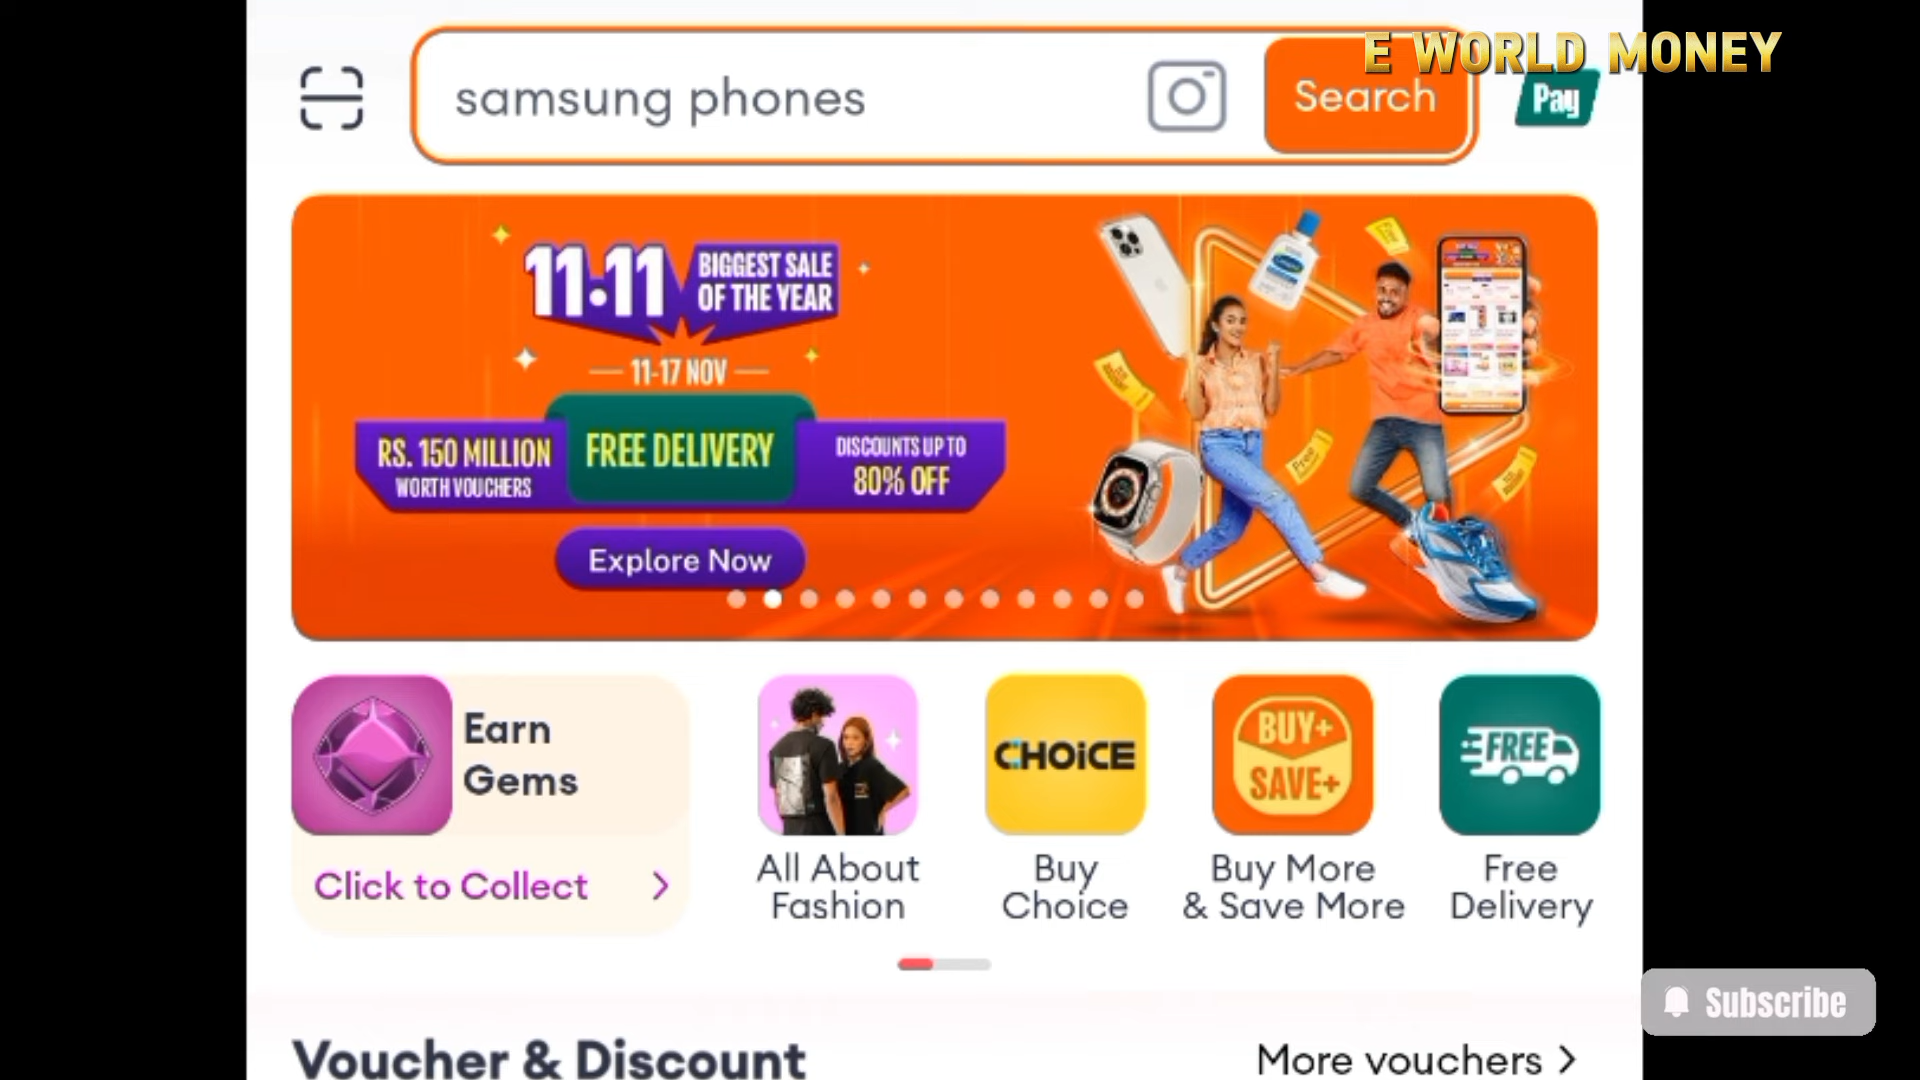 E WORLD MONEY
samsung phones
Search
Pay
11.11
BIGGEST SALE
OF THE YEAR
11-17 NOV
RS. 150 MILLION
WORTH VOUCHERS
FREE DELIVERY
DISCOUNTS UP TO
80% OFF
Explore Now
Free
Earn
Gems
Click to Collect
CHOiCE
BUY+
SAVE+
FREE
All About
Fashion
Buy
Choice
Buy More
& Save More
Free
Delivery
Subscribe
Voucher & Discount
More vouchers